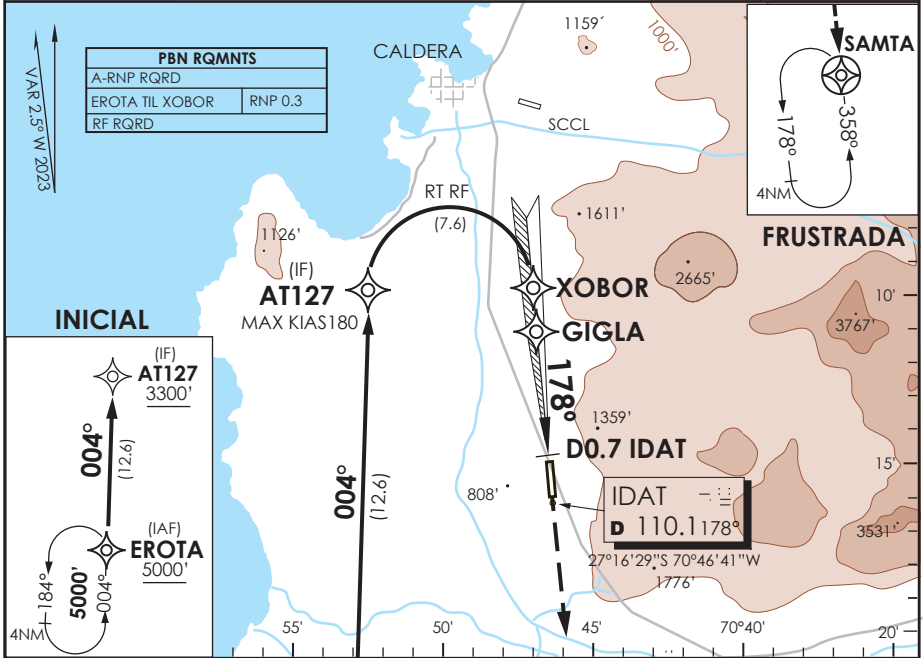 PBN RQMNTS
A-RNP RQRD
EROTA TIL XOBOR RNP 0.3
RF RQRD
VAR 2.5° W 2023
CALDERA
1159'
1000'
SCCL
SAMTA
178°
358°
4NM
RT RF
(7.6)
1126'
(IF)
AT127
MAX KIAS180
1611'
FRUSTRADA
2665'
XOBOR
10'
3767'
GIGLA
INICIAL
(IF)
AT127
3300'
004°
(12.6)
(IAF)
EROTA
5000'
184°
5000'
004°
4NM
004°
(12.6)
178°
1359'
D0.7 IDAT
15'
808'
IDAT
D 110.1 178°
3531'
27°16'29"S 70°46'41"W
1776'
55'
50'
45'
70°40'
20'